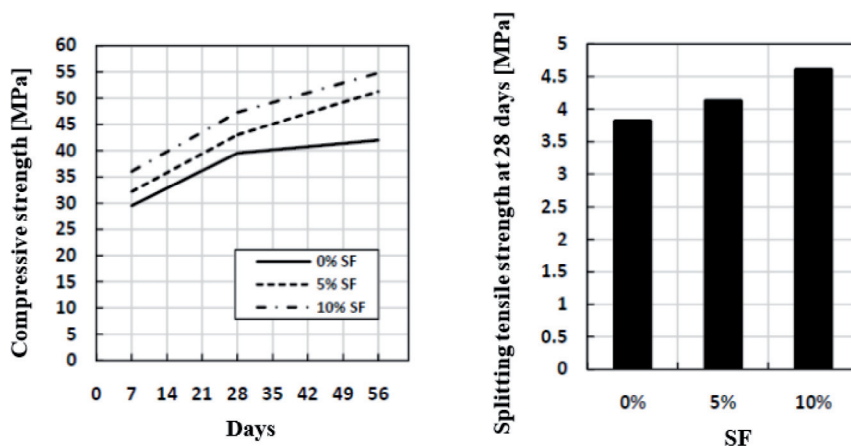 Compressive strength [MPa]
60
55
50
45
40
35
30
25
20
15
10
5
0
0% SF
5% SF
10% SF
0 7 14 21 28 35 42 49 56
Days
Splitting tensile strength at 28 days [MPa]
5
4.5
4
3.5
3
2.5
2
1.5
1
0.5
0
0% 5% 10%
SF